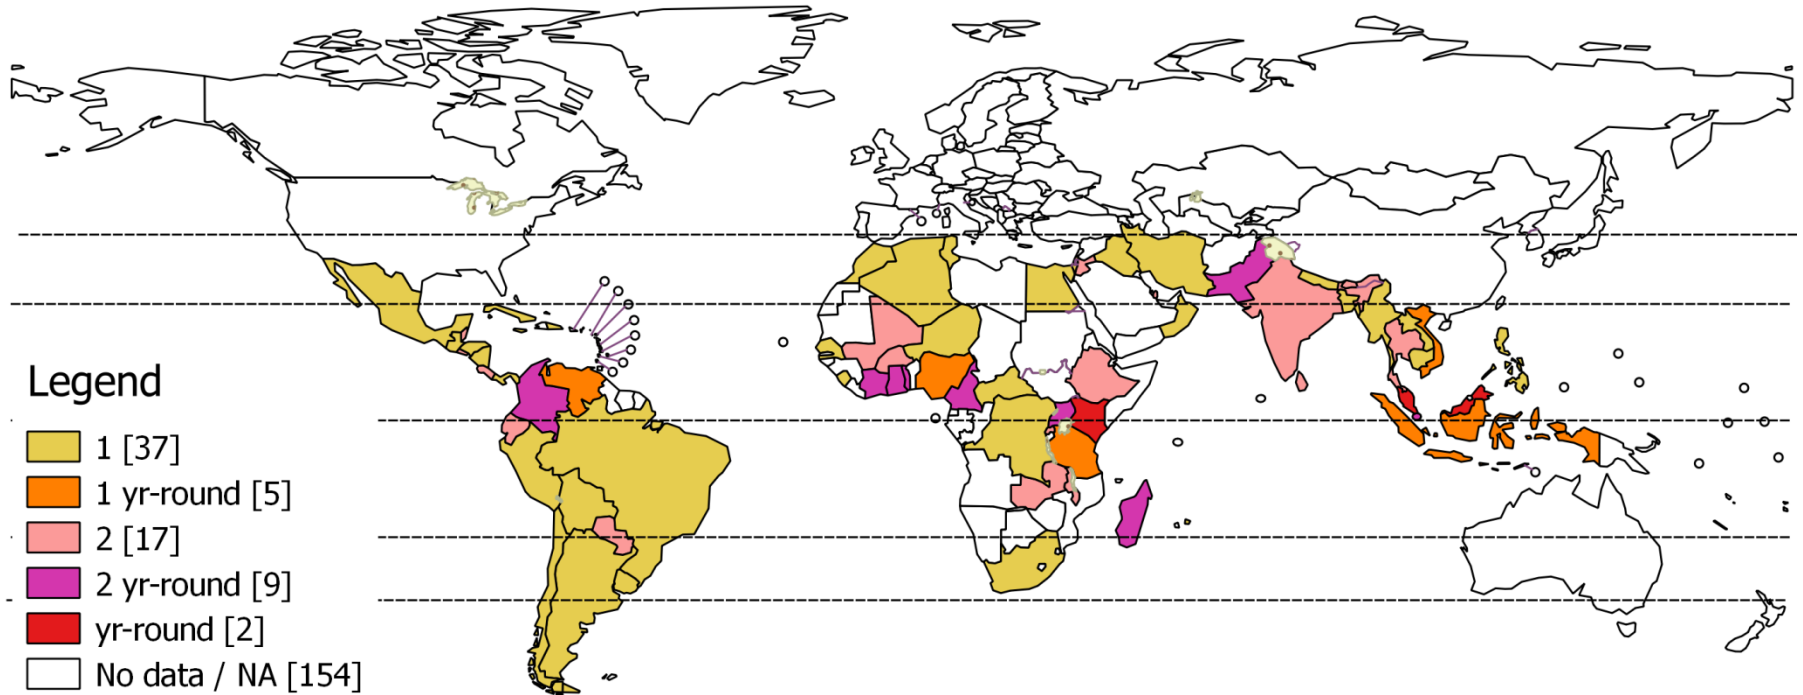 Legend
1 [37]
1 yr-round [5]
2 [17]
2 yr-round [9]
yr-round [2]
No data / NA [154]